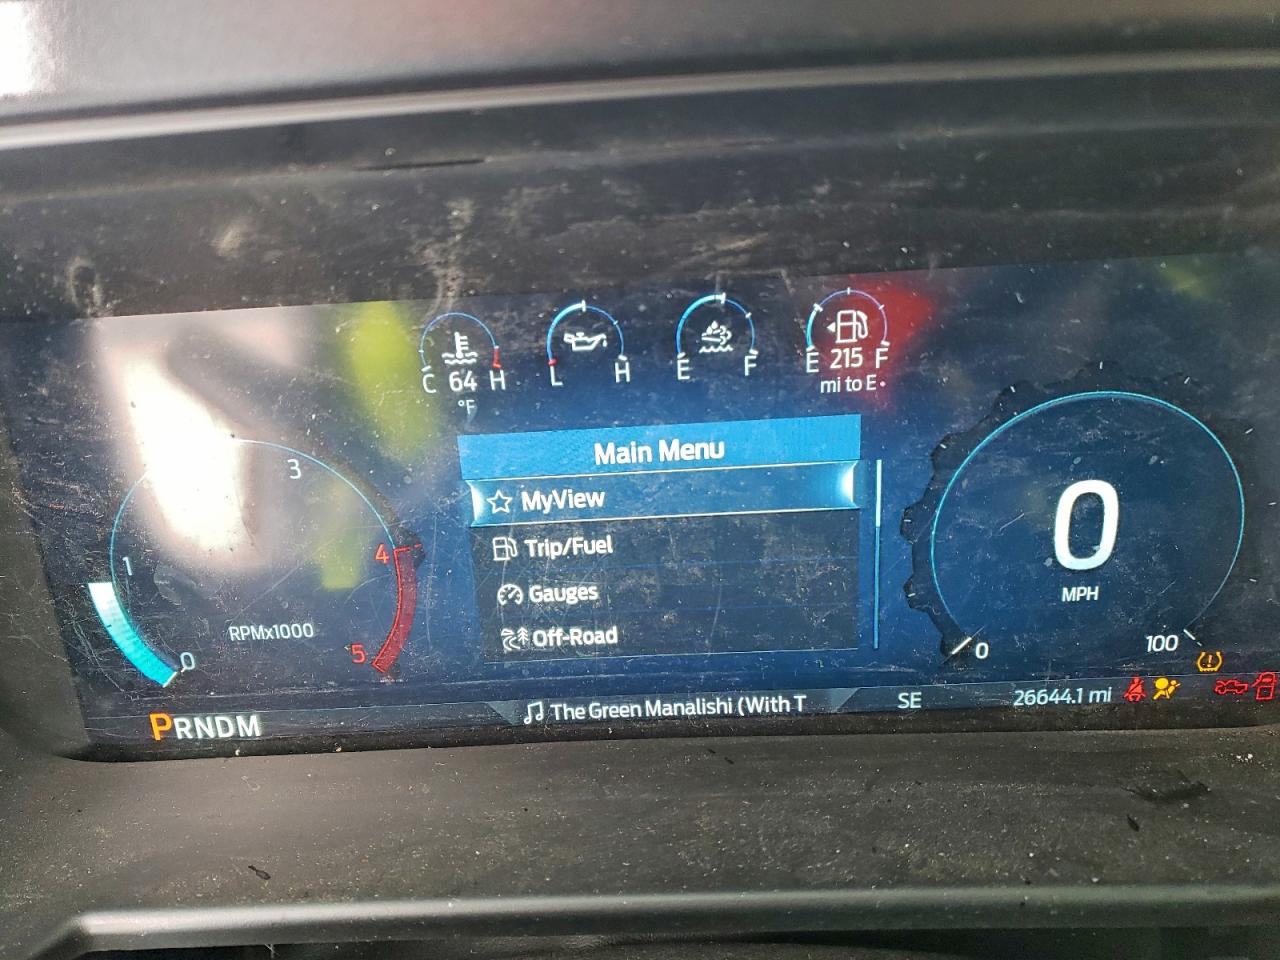 C 64 H
°F
L H
E F
E 215 F
mi to E
Main Menu
MyView
Trip/Fuel
Gauges
Off-Road
0
1
3
4
5
RPMx1000
0
MPH
0
100
PRNDM
The Green Manalishi (With T
SE
26644.1 mi